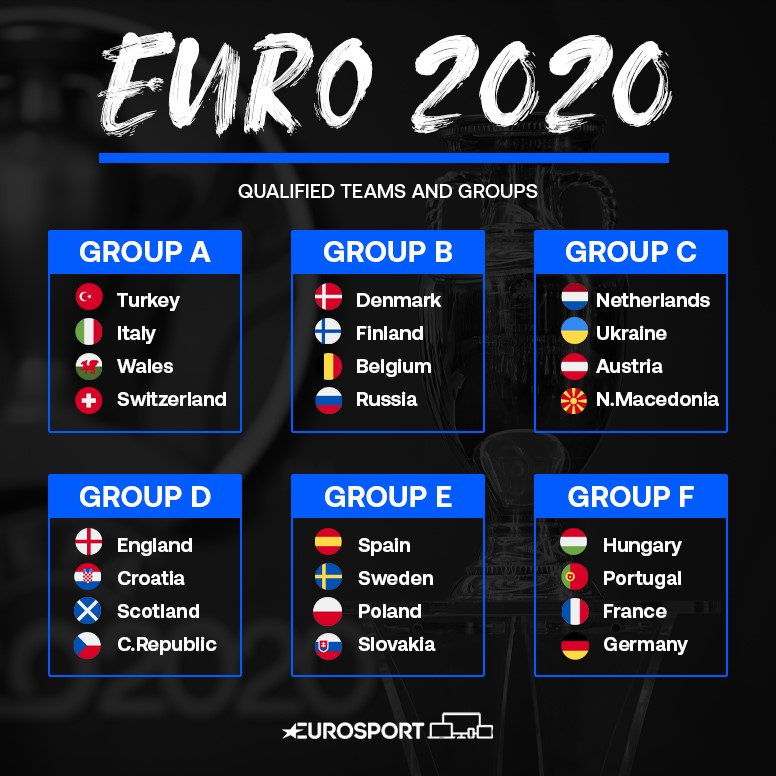 EURO 2020
QUALIFIED TEAMS AND GROUPS
GROUP A
Turkey
Italy
Wales
Switzerland
GROUP B
Denmark
Finland
Belgium
Russia
GROUP C
Netherlands
Ukraine
Austria
N.Macedonia
GROUP D
England
Croatia
Scotland
C.Republic
GROUP E
Spain
Sweden
Poland
Slovakia
GROUP F
Hungary
Portugal
France
Germany
EUROSPORT